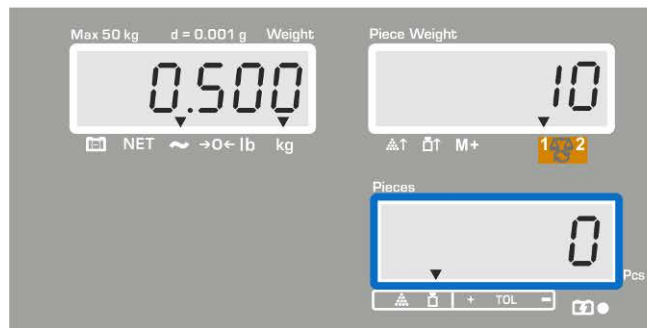 Max 50 kg d = 0.001 g Weight
0.500
NET →0← lb kg
Piece Weight
10
M+
1 2
Pieces
0
Pcs
+ TOL -